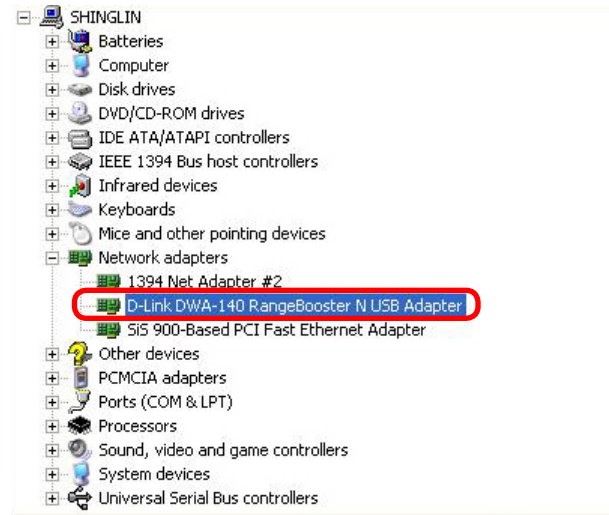 SHINGLIN
Batteries
Computer
Disk drives
DVD/CD-ROM drives
IDE ATA/ATAPI controllers
IEEE 1394 Bus host controllers
Infrared devices
Keyboards
Mice and other pointing devices
Network adapters
1394 Net Adapter #2
D-Link DWA-140 RangeBooster N USB Adapter
SiS 900-Based PCI Fast Ethernet Adapter
Other devices
PCMCIA adapters
Ports (COM & LPT)
Processors
Sound, video and game controllers
System devices
Universal Serial Bus controllers